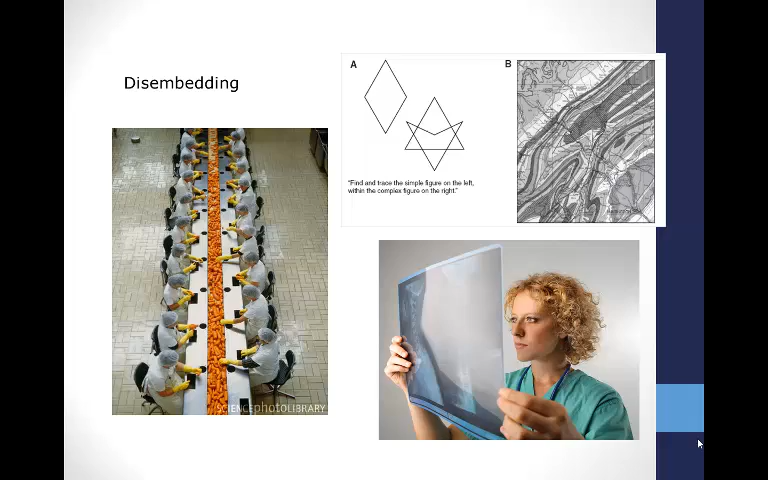 Disembedding
A
B
"Find and trace the simple figure on the left,
within the complex figure on the right."
SCIENCEphotoLIBRARY